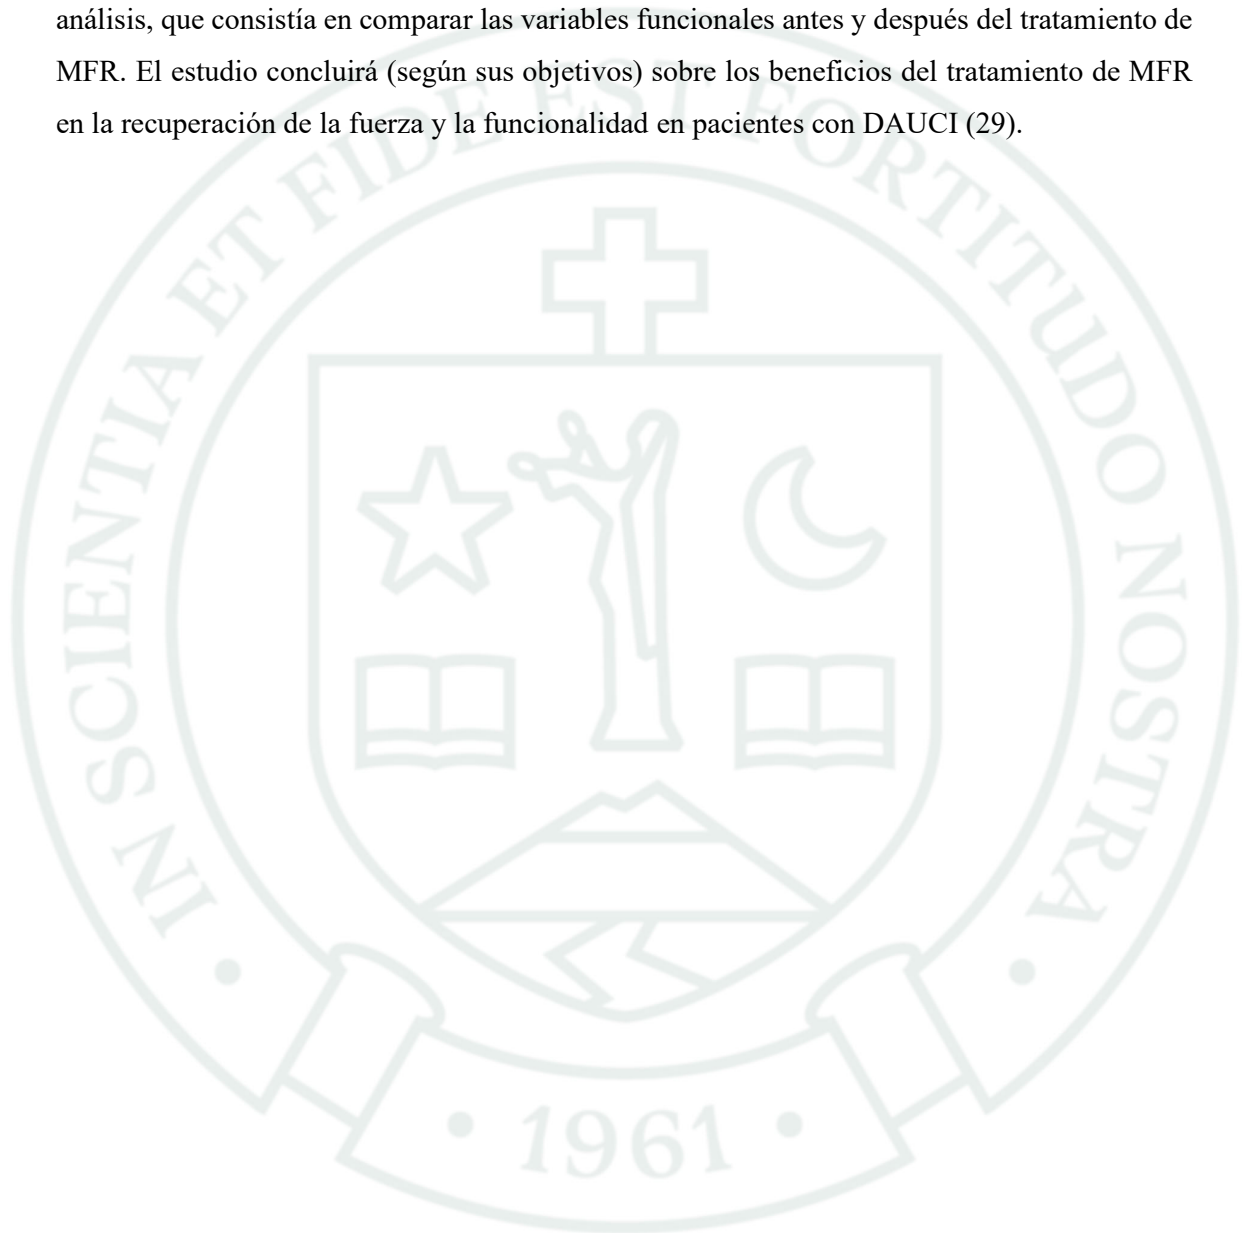 análisis, que consistía en comparar las variables funcionales antes y después del tratamiento de
MFR. El estudio concluirá (según sus objetivos) sobre los beneficios del tratamiento de MFR
en la recuperación de la fuerza y la funcionalidad en pacientes con DAUCI (29).
IN SCIENTIA ET FIDE EST FORTITUDO NOSTRA
• 1961 •